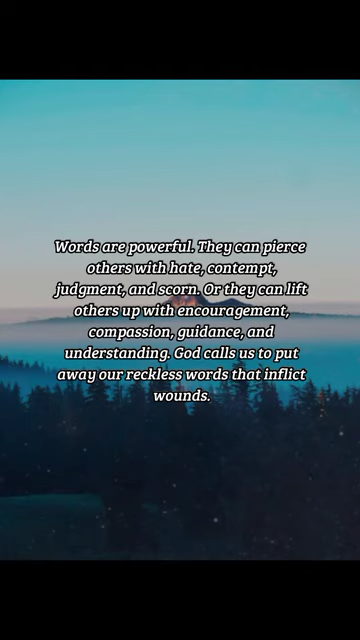 Words are powerful. They can pierce
others with hate, contempt,
judgment, and scorn. Or they can lift
others up with encouragement,
compassion, guidance, and
understanding. God calls us to put
away our reckless words that inflict
wounds.